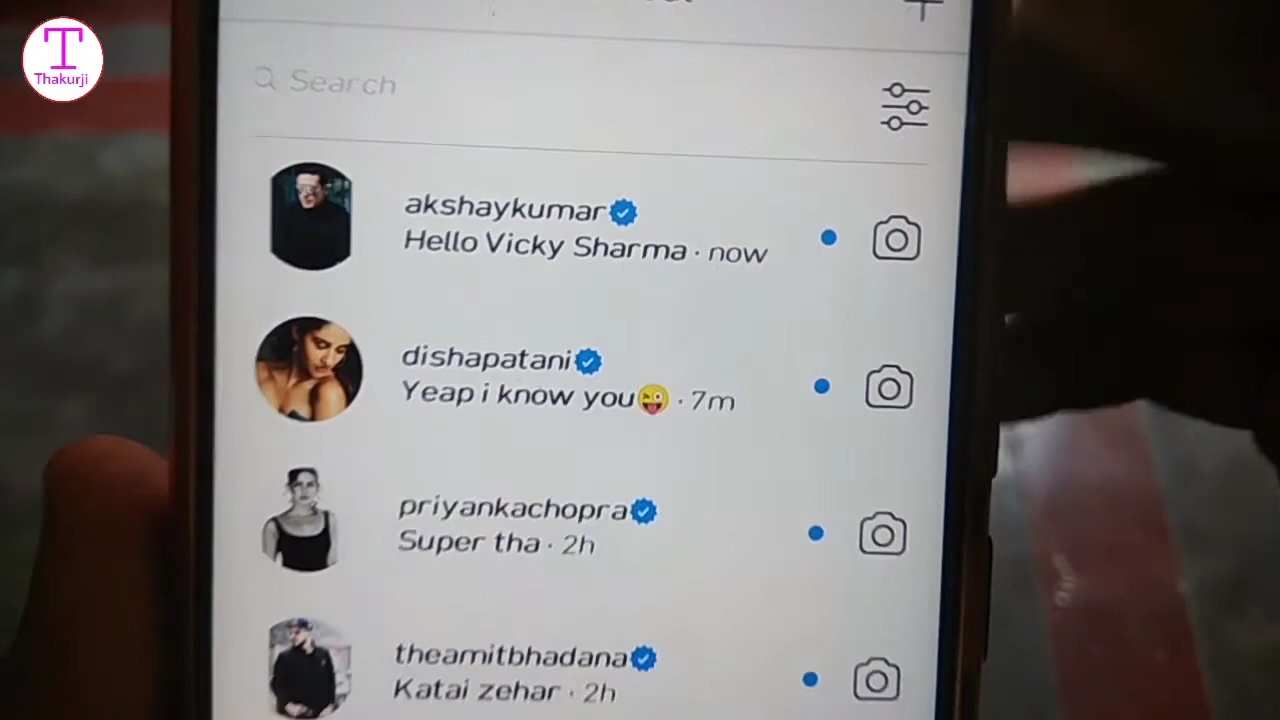 T
Thakurji
Search
akshaykumar
Hello Vicky Sharma · now
dishapatani
Yeap i know you😜 · 7m
priyankachopra
Super tha · 2h
theamitbhadana
Katai zehar · 2h